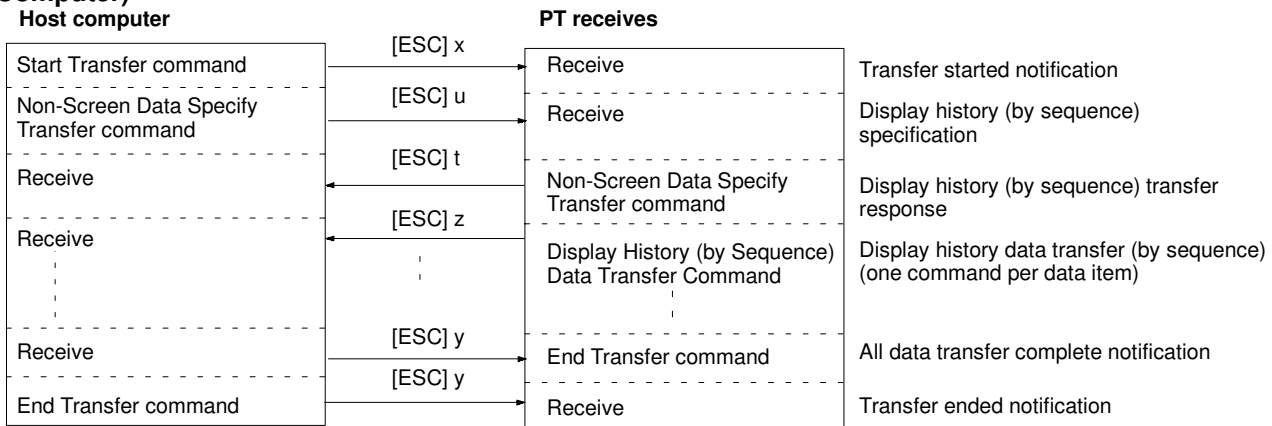 Computer)
Host computer
PT receives
Start Transfer command
[ESC] x
Receive
Transfer started notification
Non-Screen Data Specify
Transfer command
[ESC] u
Receive
Display history (by sequence)
specification
Receive
[ESC] t
Non-Screen Data Specify
Transfer command
Display history (by sequence) transfer
response
Receive
[ESC] z
Display History (by Sequence)
Data Transfer Command
Display history data transfer (by sequence)
(one command per data item)
Receive
[ESC] y
End Transfer command
All data transfer complete notification
End Transfer command
[ESC] y
Receive
Transfer ended notification